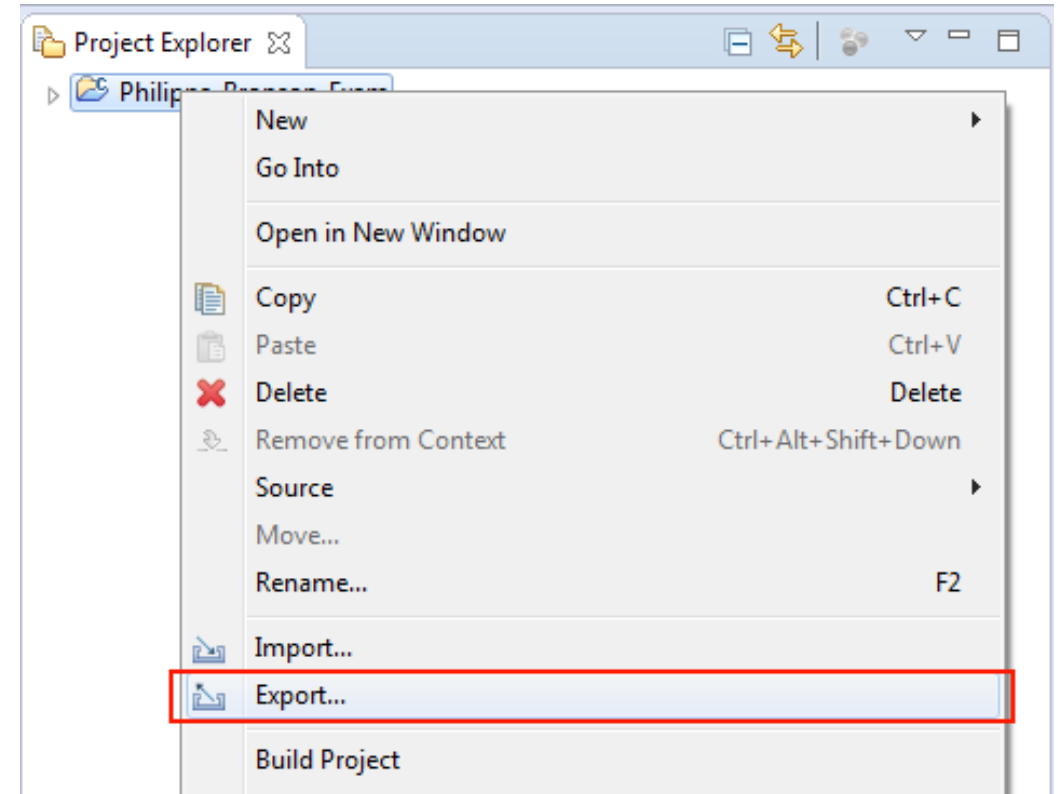 Project Explorer
Philippe_Bronson_Exam
New
Go Into
Open in New Window
Copy Ctrl+C
Paste Ctrl+V
Delete Delete
Remove from Context Ctrl+Alt+Shift+Down
Source
Move...
Rename... F2
Import...
Export...
Build Project